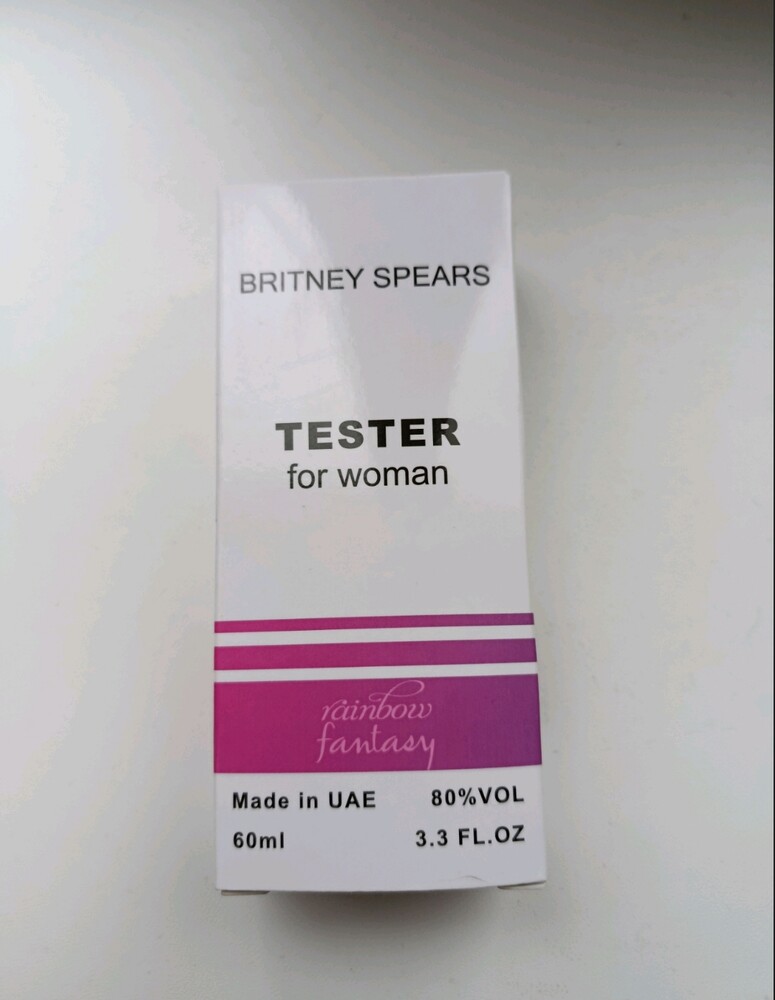 BRITNEY SPEARS
TESTER
for woman
rainbow
fantasy
Made in UAE 80%VOL
60ml 3.3 FL.OZ